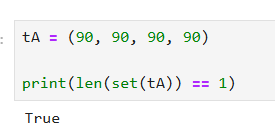 tA = (90, 90, 90, 90)
print(len(set(tA)) == 1)
True